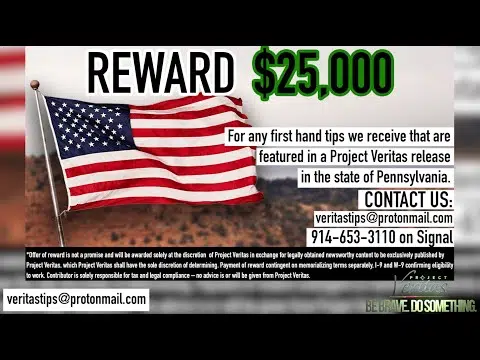 REWARD $25,000
For any first hand tips we receive that are
featured in a Project Veritas release
in the state of Pennsylvania.
CONTACT US:
veritastips@protonmail.com
914-653-3110 on Signal
*Offer of reward is not a promise and will be awarded solely at the discretion of Project Veritas in exchange for legally obtained newsworthy content to be exclusively published by
Project Veritas, which Project Veritas shall have the sole discretion of determining. Payment of reward contingent on memorializing terms separately. I-9 and W-9 confirming eligibility
to work. Contributor is solely responsible for tax and legal compliance – no advice is or will be given from Project Veritas.
veritastips@protonmail.com
PROJECT
Veritas
BE BRAVE. DO SOMETHING.